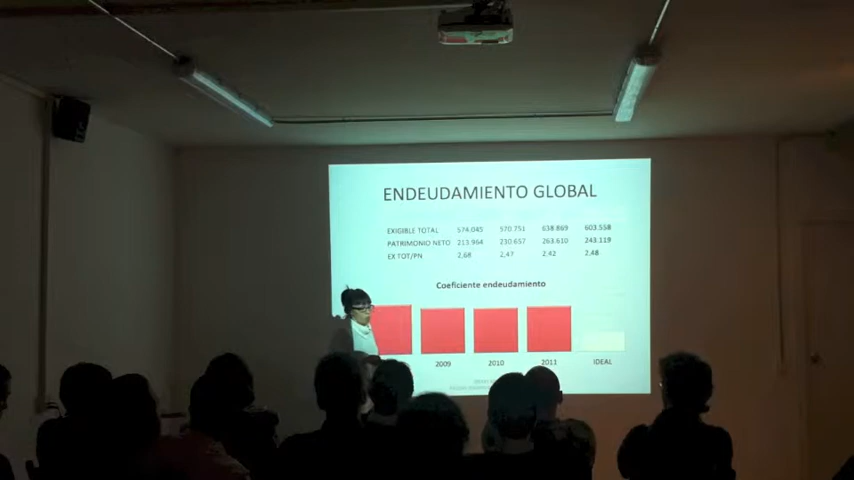 ENDEUDAMIENTO GLOBAL
EXIGIBLE TOTAL 574.045 570.751 638.869 603.558
PATRIMONIO NETO 213.964 230.657 263.610 243.119
EX TOT/PN 2,68 2,47 2,42 2,48
Coeficiente endeudamiento
2009 2010 2011 IDEAL